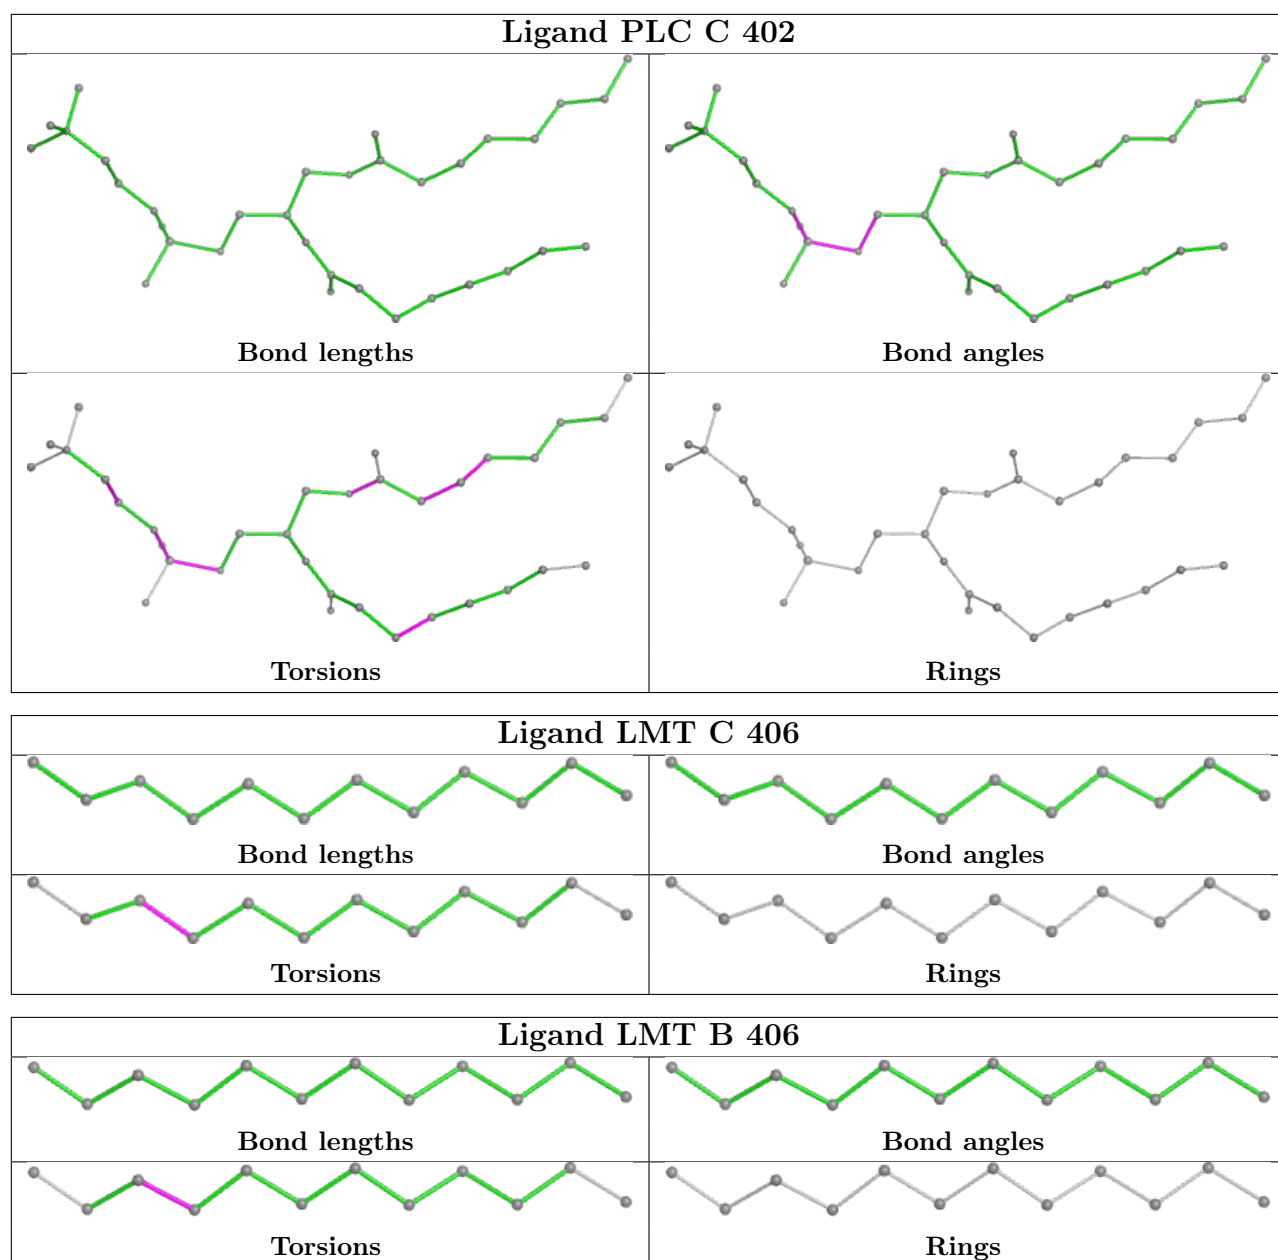 Ligand PLC C 402
Bond lengths
Bond angles
Torsions
Rings
Ligand LMT C 406
Bond lengths
Bond angles
Torsions
Rings
Ligand LMT B 406
Bond lengths
Bond angles
Torsions
Rings